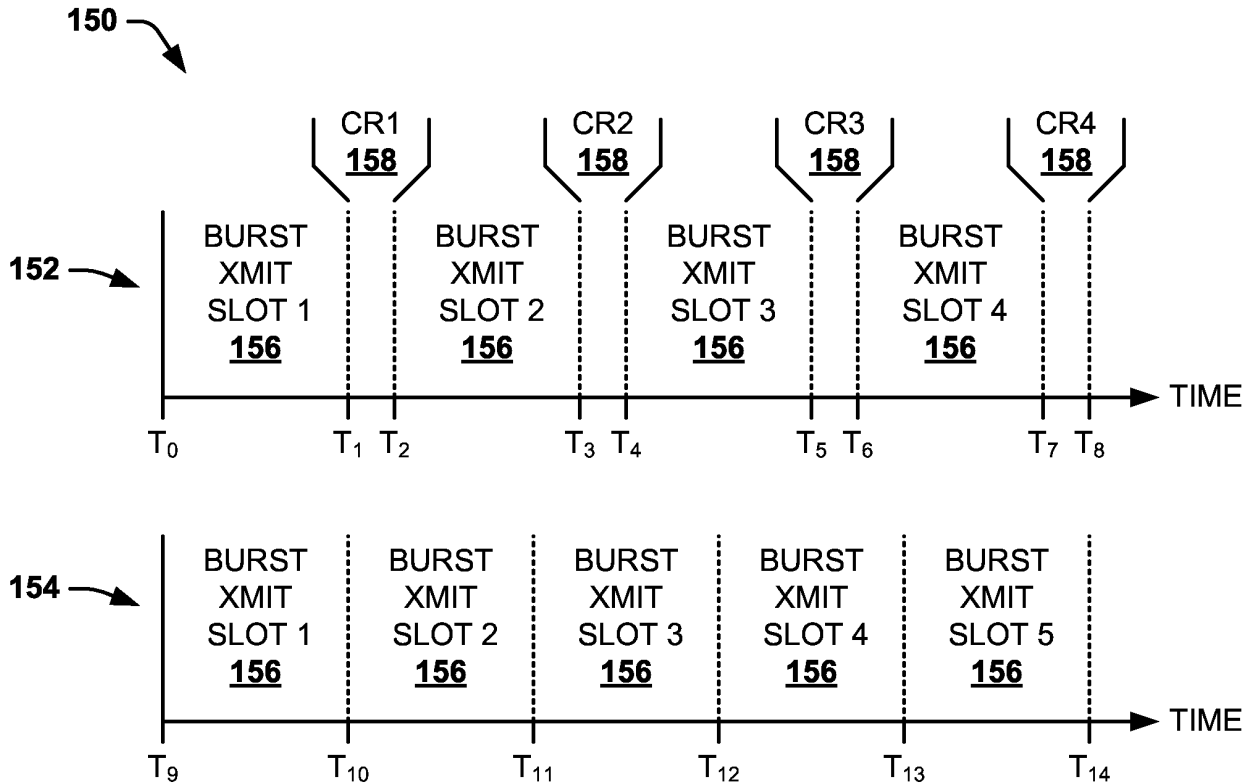 150
CR1 CR2 CR3 CR4
158 158 158 158
BURST BURST BURST BURST
152 XMIT XMIT XMIT XMIT
SLOT 1 SLOT 2 SLOT 3 SLOT 4
156 156 156 156
TIME
T0 T1 T2 T3 T4 T5 T6 T7 T8
BURST BURST BURST BURST BURST
154 XMIT XMIT XMIT XMIT XMIT
SLOT 1 SLOT 2 SLOT 3 SLOT 4 SLOT 5
156 156 156 156 156
TIME
T9 T10 T11 T12 T13 T14